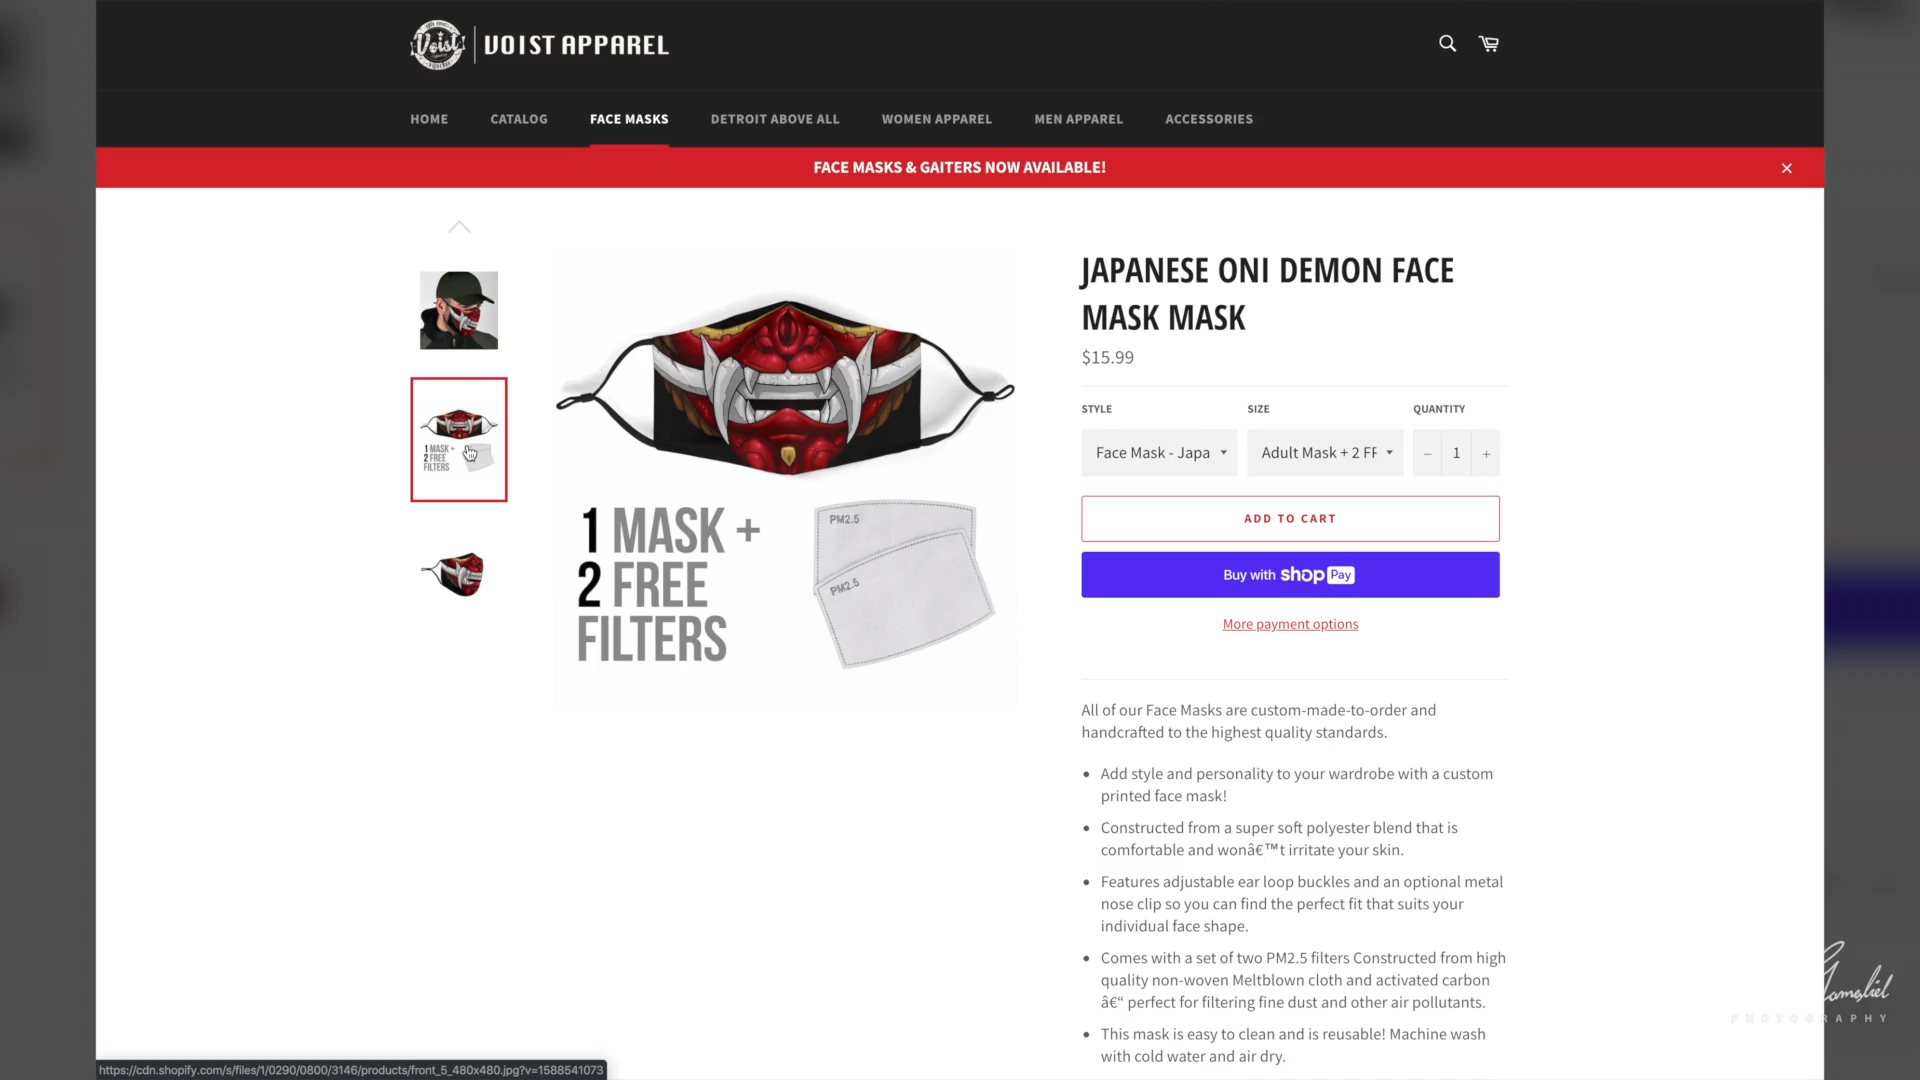 Voist
VOIST APPAREL
HOME
CATALOG
FACE MASKS
DETROIT ABOVE ALL
WOMEN APPAREL
MEN APPAREL
ACCESSORIES
FACE MASKS & GAITERS NOW AVAILABLE!
1 MASK +
2 FREE
FILTERS
1 MASK +
2 FREE
FILTERS
PM2.5
PM2.5
JAPANESE ONI DEMON FACE
MASK MASK
$15.99
STYLE
SIZE
QUANTITY
Face Mask - Japa
Adult Mask + 2 FF
− 1 +
ADD TO CART
Buy with shop Pay
More payment options
All of our Face Masks are custom-made-to-order and
handcrafted to the highest quality standards.
• Add style and personality to your wardrobe with a custom
printed face mask!
• Constructed from a super soft polyester blend that is
comfortable and wonâ€™t irritate your skin.
• Features adjustable ear loop buckles and an optional metal
nose clip so you can find the perfect fit that suits your
individual face shape.
• Comes with a set of two PM2.5 filters Constructed from high
quality non-woven Meltblown cloth and activated carbon
â€“ perfect for filtering fine dust and other air pollutants.
• This mask is easy to clean and is reusable! Machine wash
with cold water and air dry.
Gamaliel
PHOTOGRAPHY
https://cdn.shopify.com/s/files/1/0290/0800/3146/products/front_5_480x480.jpg?v=1588541073